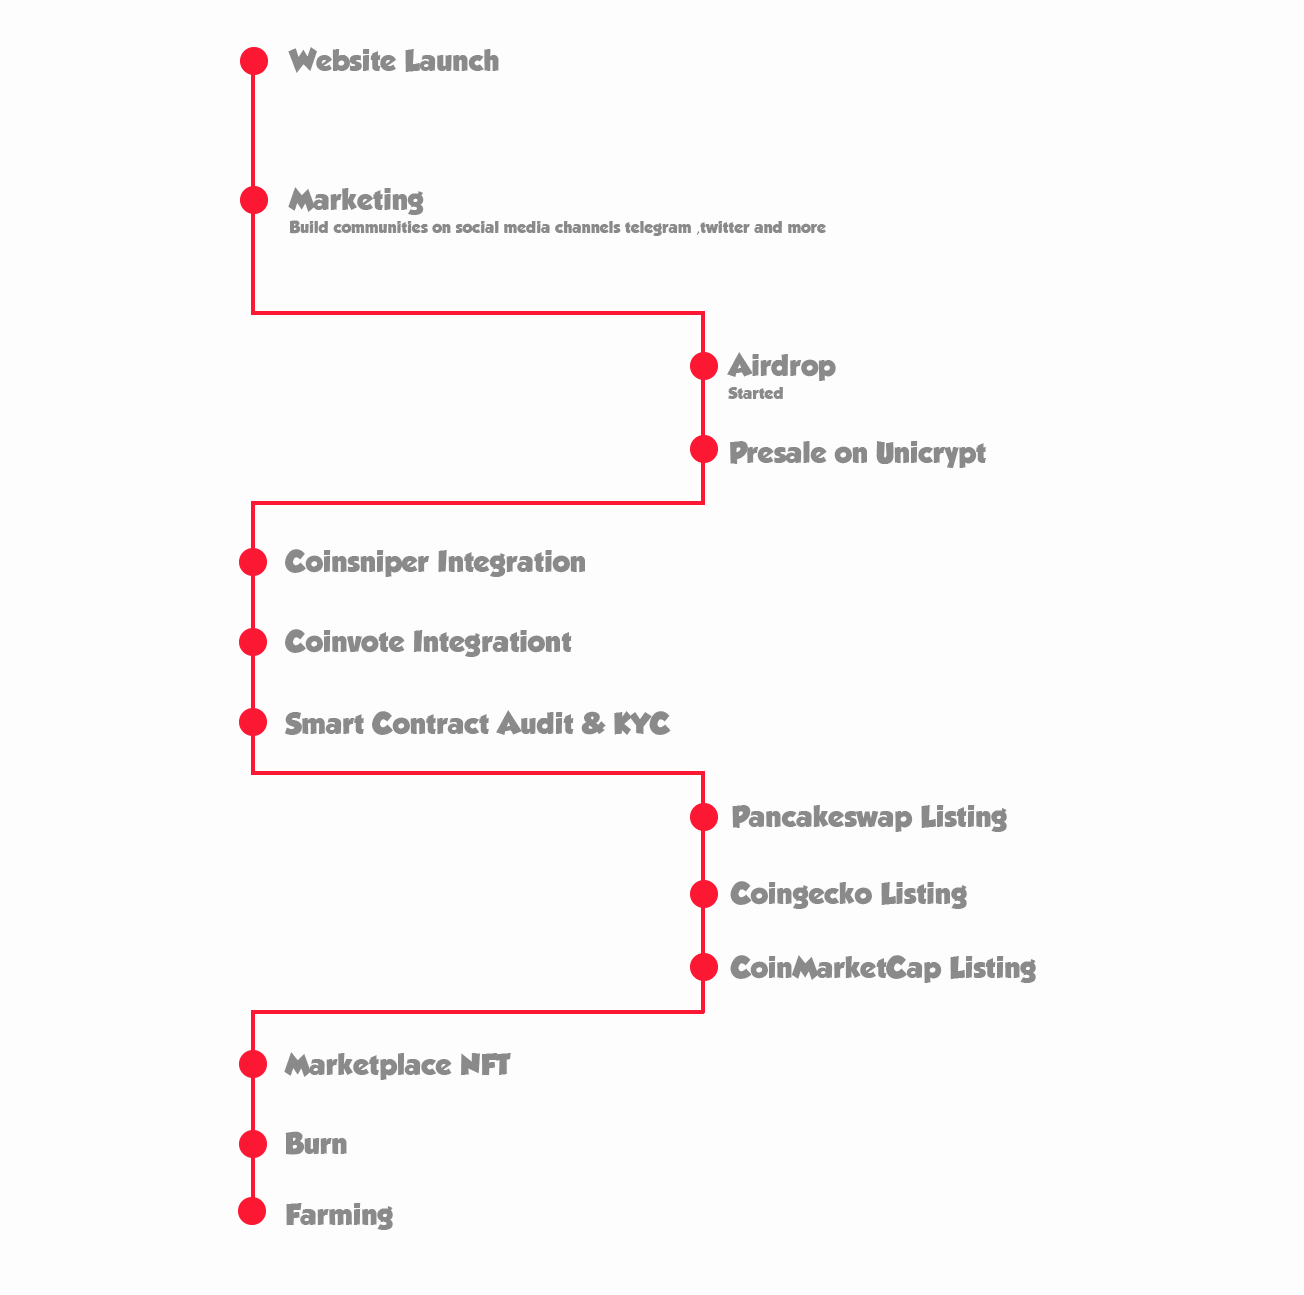 Website Launch
Marketing
Build communities on social media channels telegram ,twitter and more
Airdrop
Started
Presale on Unicrypt
Coinsniper Integration
Coinvote Integrationt
Smart Contract Audit & KYC
Pancakeswap Listing
Coingecko Listing
CoinMarketCap Listing
Marketplace NFT
Burn
Farming